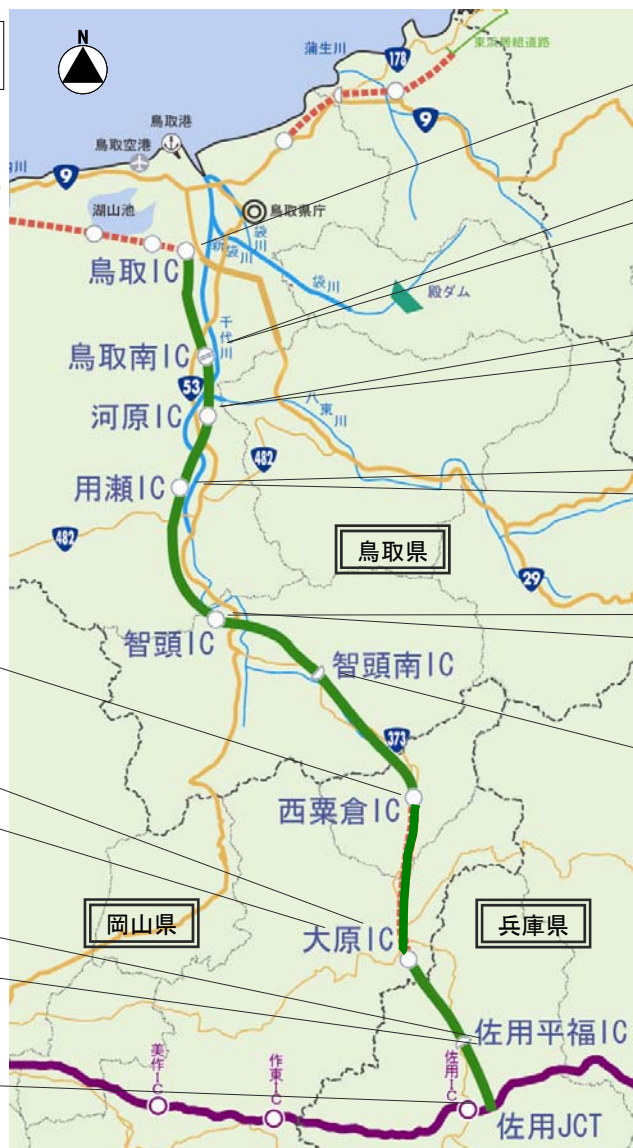 N
蒲生川
東浜居組道路
178
鳥取港
鳥取空港
9
9
湖山池
鳥取県庁
袋川
新袋川
袋川
殿ダム
鳥取IC
千代川
鳥取南IC
53
河原IC
八東川
482
用瀬IC
482
鳥取県
29
智頭IC
智頭南IC
373
西粟倉IC
岡山県
大原IC
兵庫県
佐用平福IC
美作IC
作東IC
佐用IC
佐用JCT